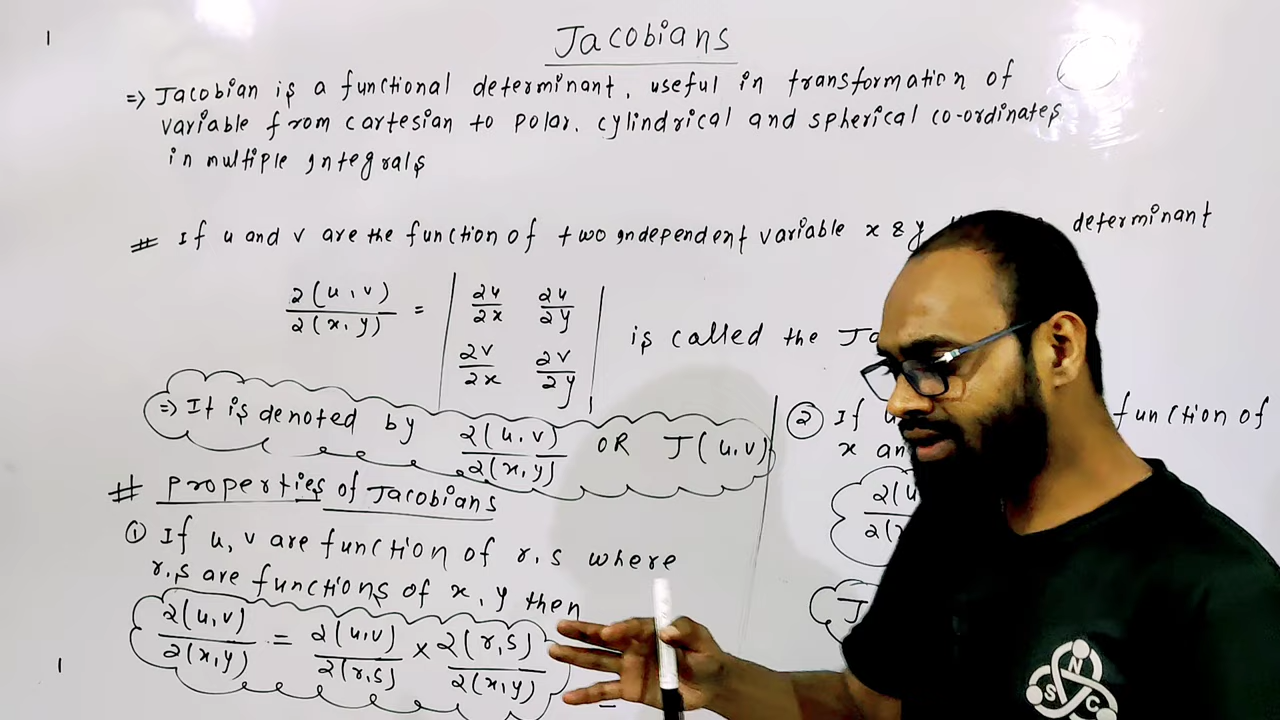 Jacobians
=> Jacobian is a functional determinant, useful in transformation of
variable from cartesian to polar, cylindrical and spherical co-ordinates
in multiple integrals
# If u and v are the function of two independent variable x & y determinant
∂(u,v)/∂(x,y) = | ∂u/∂x ∂u/∂y |
| ∂v/∂x ∂v/∂y |
is called the
=> It is denoted by ∂(u,v)/∂(x,y) OR J(u,v)
# Properties of Jacobians
① If u, v are function of r,s where
r,s are functions of x, y then
∂(u,v)/∂(x,y) = ∂(u,v)/∂(r,s) × ∂(r,s)/∂(x,y)
② If function of
x
NSC